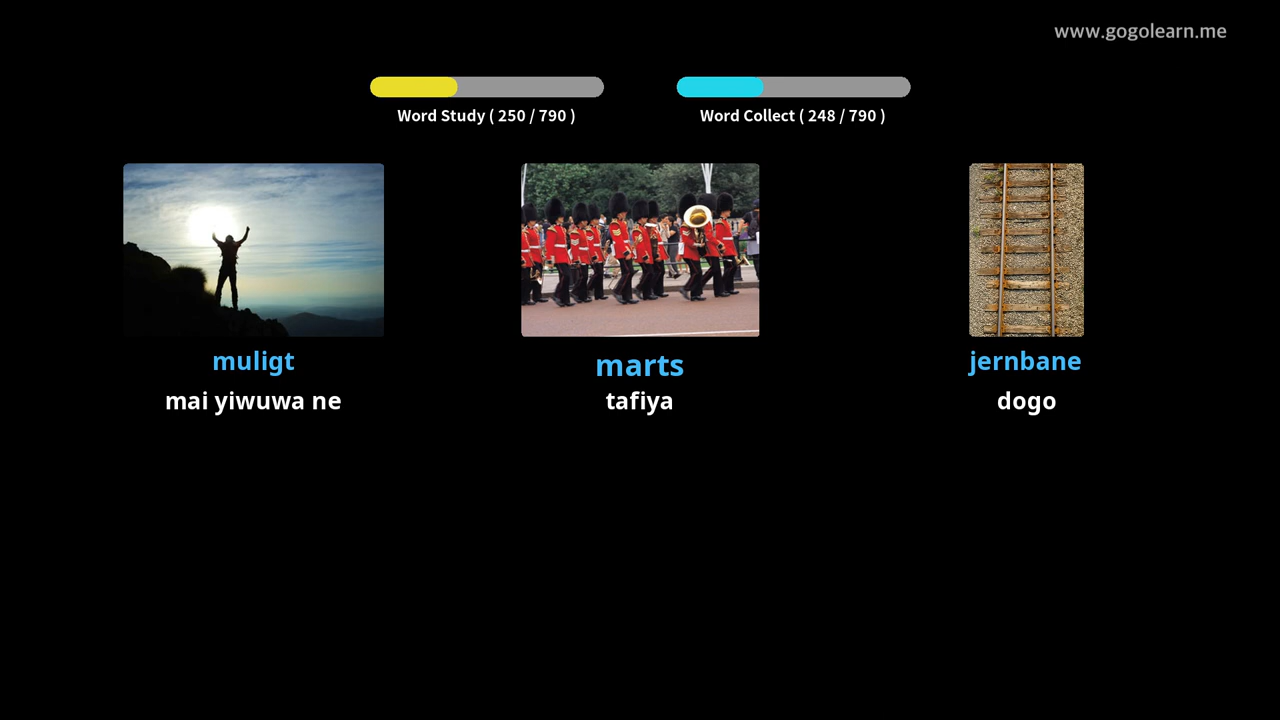 www.gogolearn.me
Word Study ( 250 / 790 )
Word Collect ( 248 / 790 )
muligt
mai yiwuwa ne
marts
tafiya
jernbane
dogo